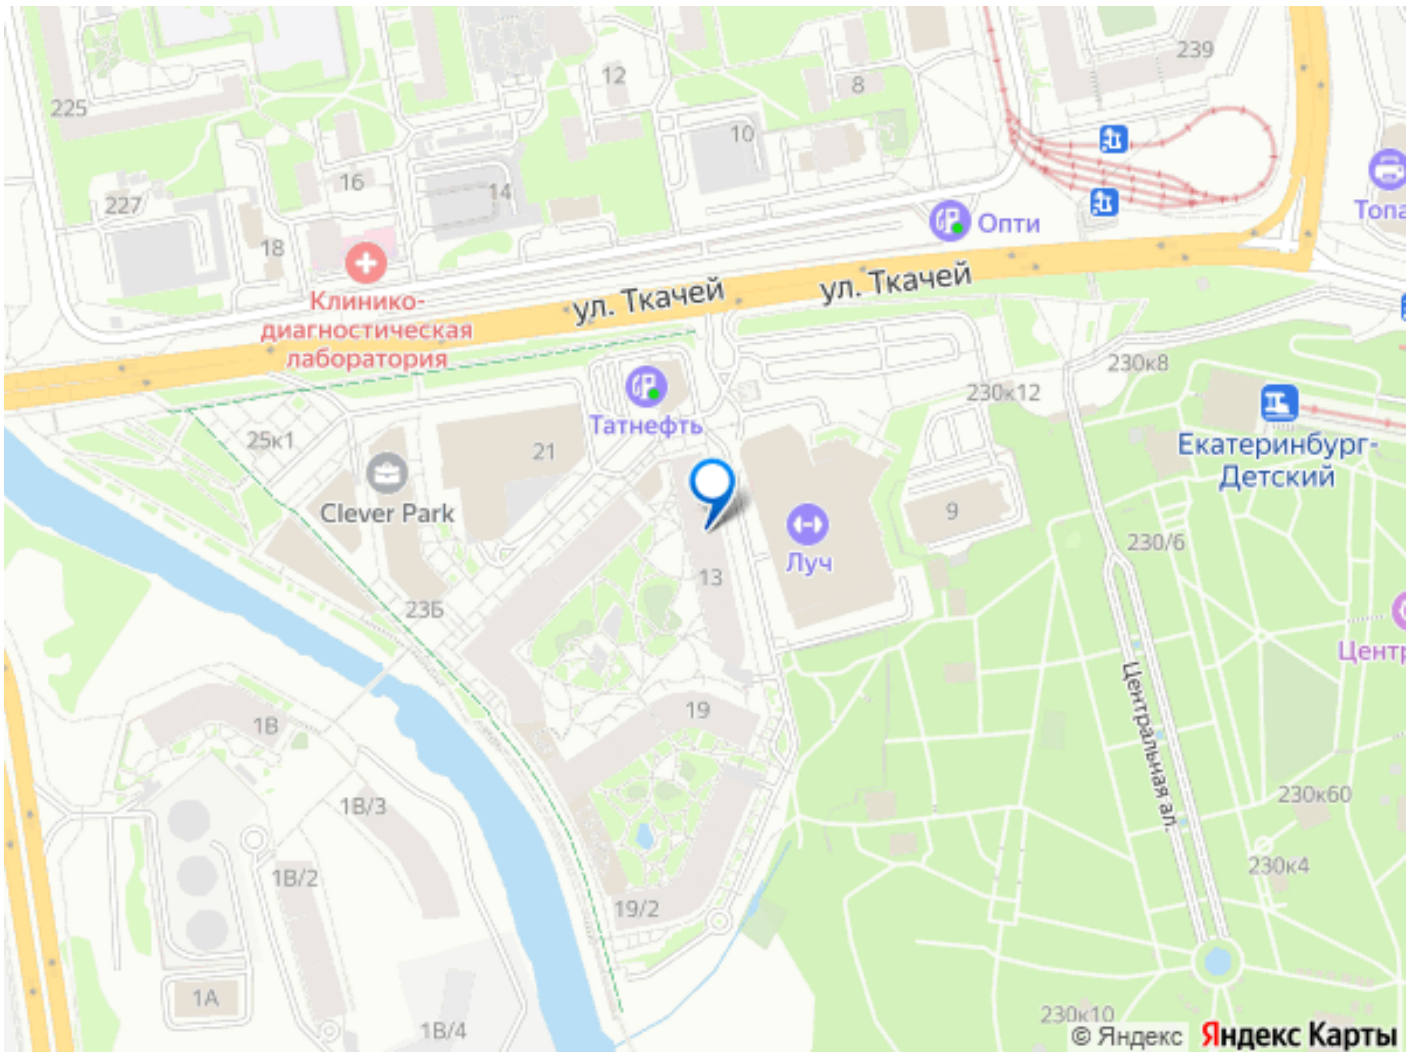 239
12
8
225
10
16
14
227
Топа
Опти
18
Клинико-
диагностическая
лаборатория
ул. Ткачей
ул. Ткачей
230к8
230к12
Татнефть
25к1
21
Екатеринбург-
Детский
Clever Park
9
230/6
Луч
13
23Б
Центр
Центральная ал.
19
1В
230к60
1В/3
230к4
1В/2
19/2
1А
230к10
1В/4
© Яндекс Яндекс Карты